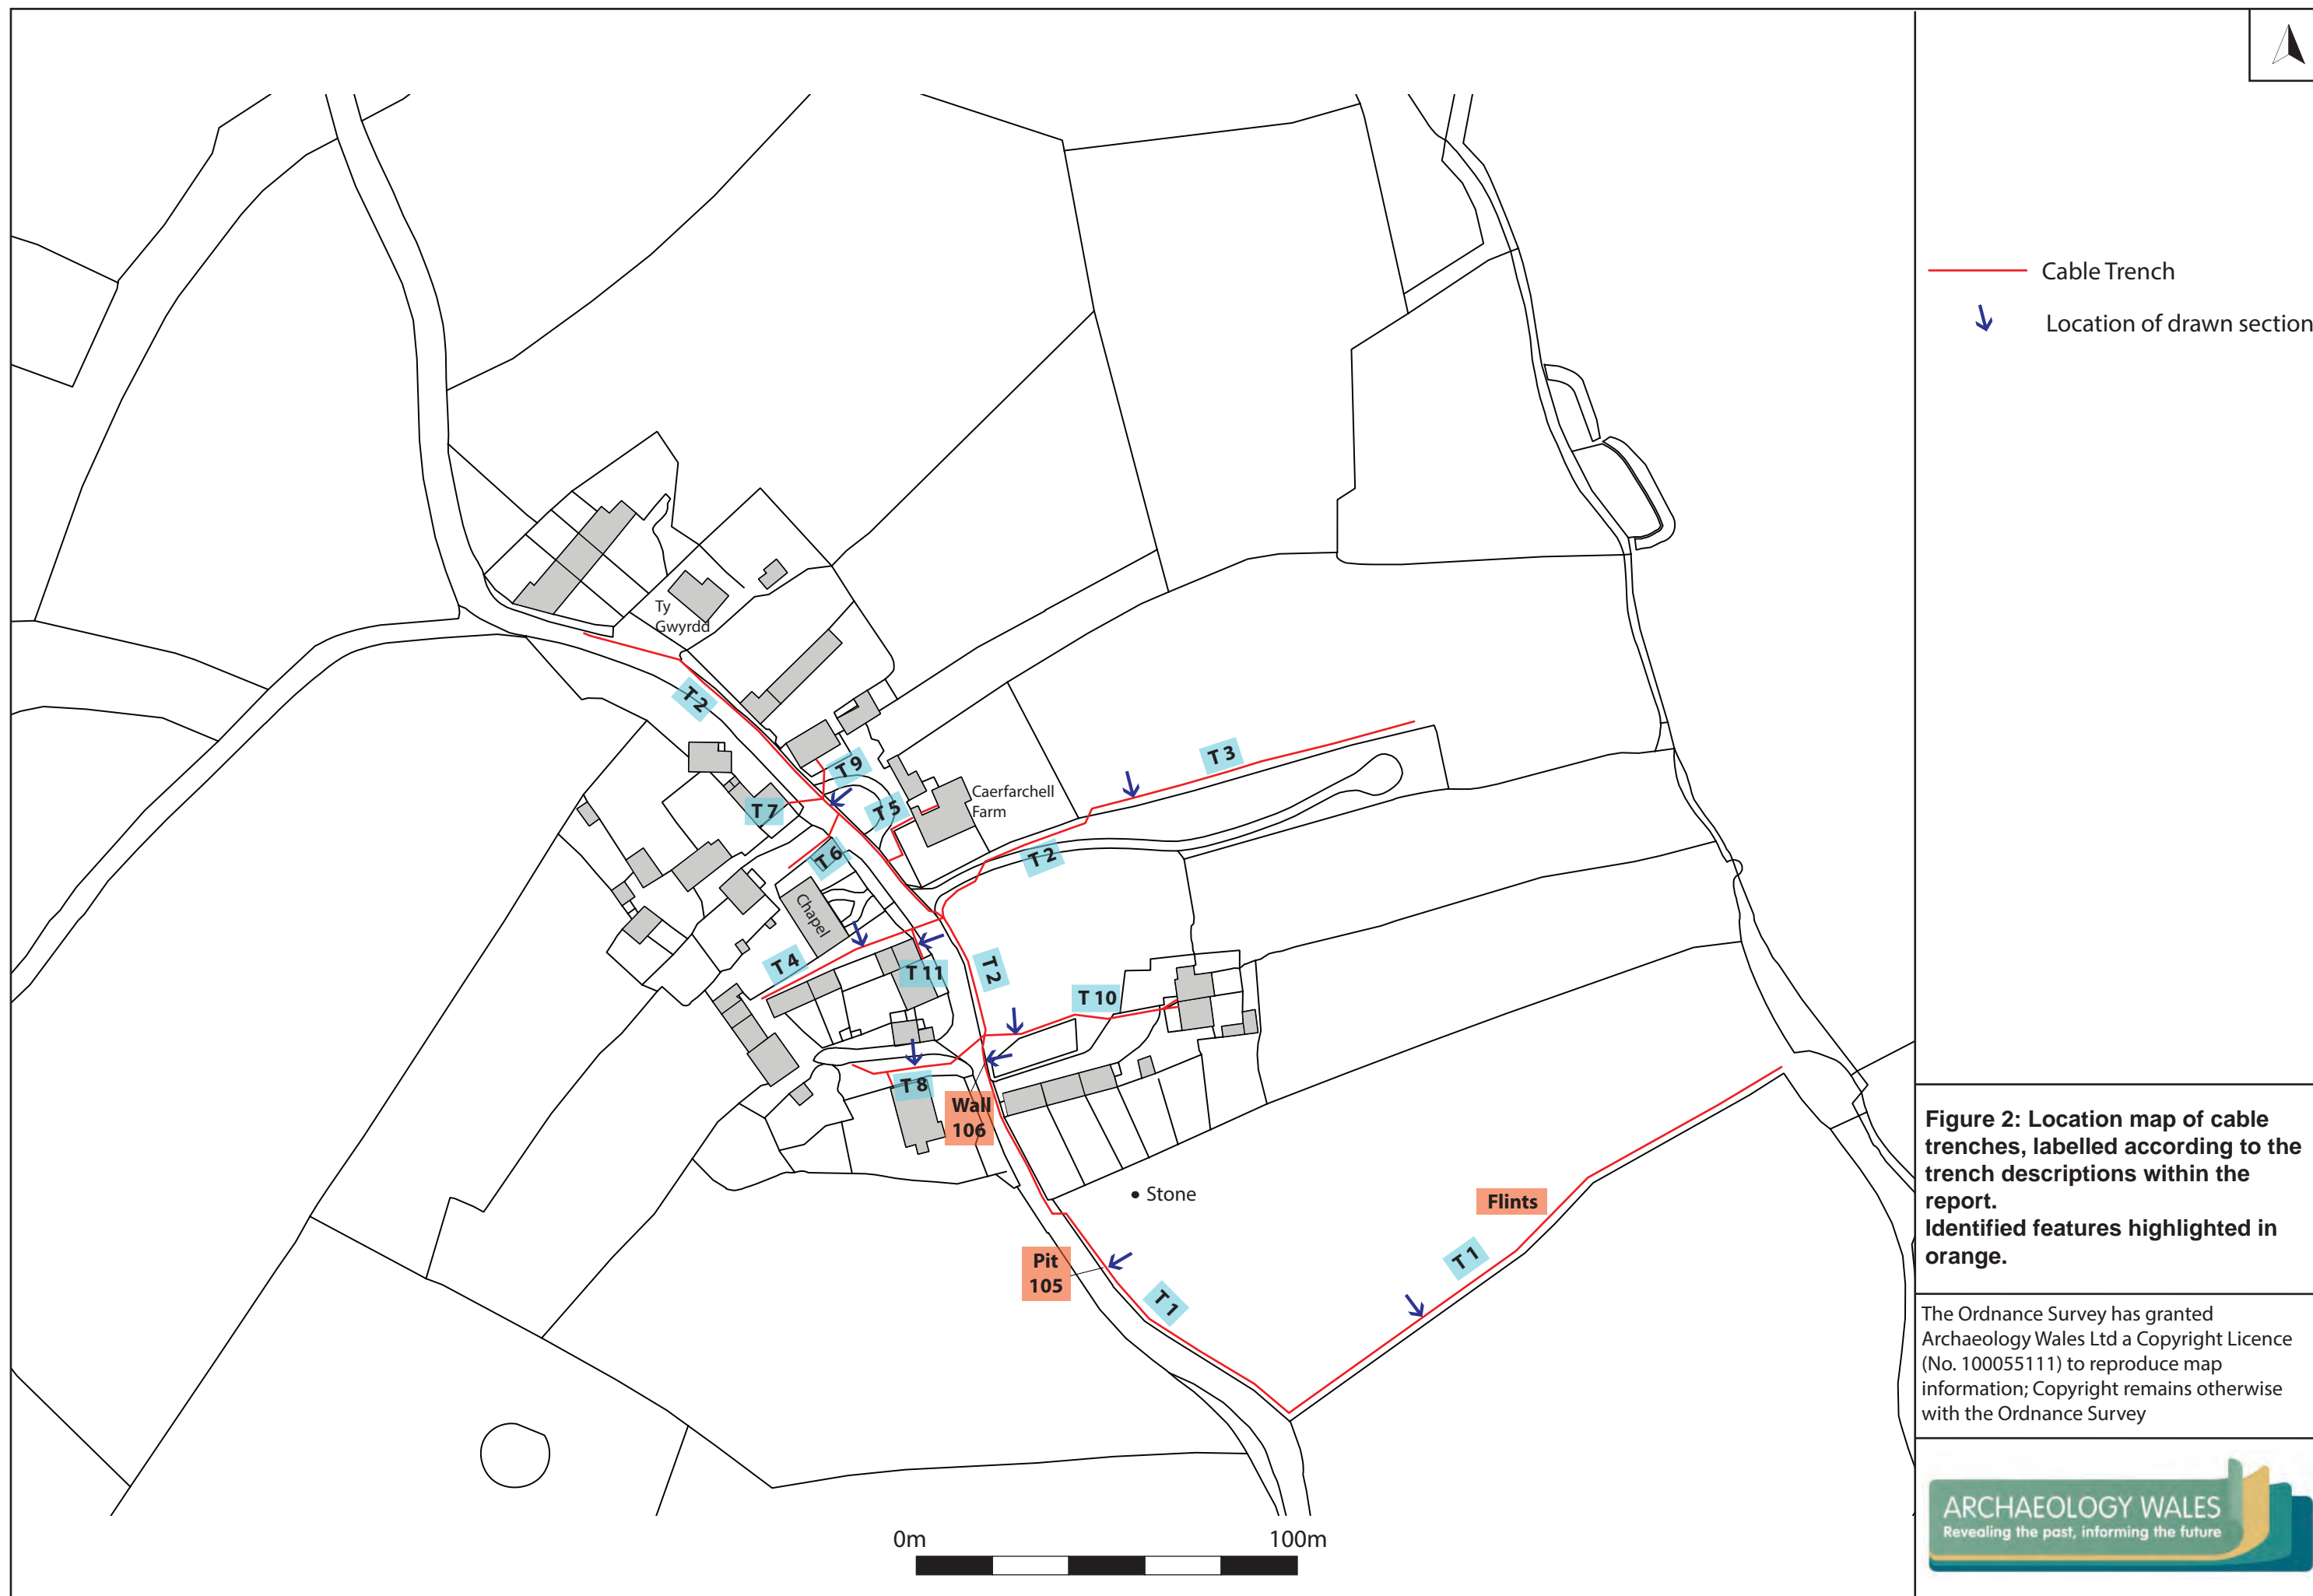 Cable Trench
Location of drawn section
Ty
Gwyrdd
T 2
T 9
T 3
T 7
T 5
Caerfarchell
Farm
T 6
T 2
Chapel
T 4
T 11
T 2
T 10
T 8
Wall
106
Stone
Flints
Pit
105
T 1
T 1
0m
100m
Figure 2: Location map of cable
trenches, labelled according to the
trench descriptions within the
report.
Identified features highlighted in
orange.
The Ordnance Survey has granted
Archaeology Wales Ltd a Copyright Licence
(No. 100055111) to reproduce map
information; Copyright remains otherwise
with the Ordnance Survey
ARCHAEOLOGY WALES
Revealing the past, informing the future